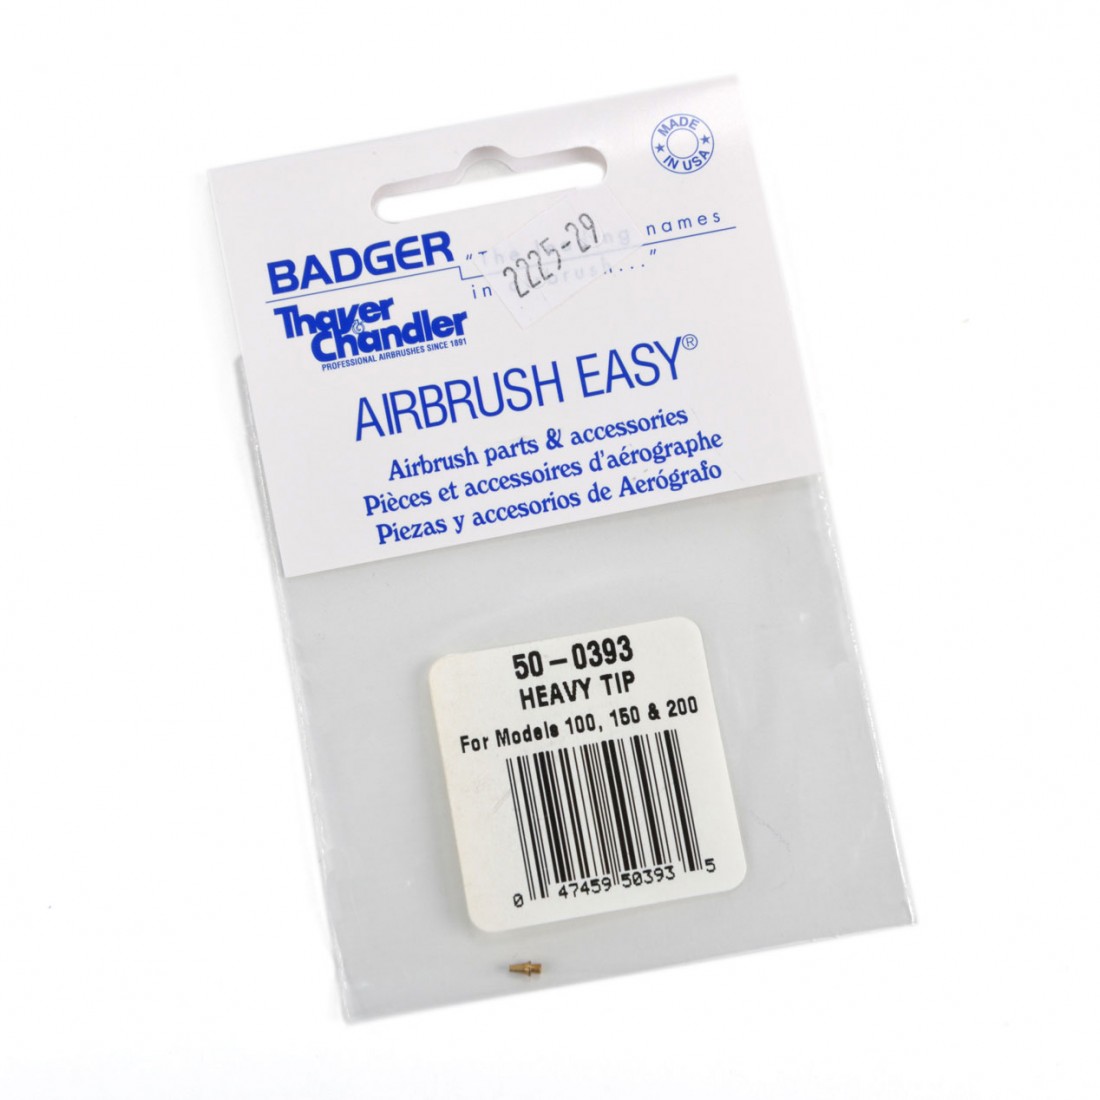 MADE
IN USA
BADGER
"The leading names
in airbrush...."
2225-29
Thayer
& Chandler
PROFESSIONAL AIRBRUSHES SINCE 1891
AIRBRUSH EASY®
Airbrush parts & accessories
Pièces et accessoires d'aérographe
Piezas y accesorios de Aerógrafo
50-0393
HEAVY TIP
For Models 100, 150 & 200
0 47459 50393 5